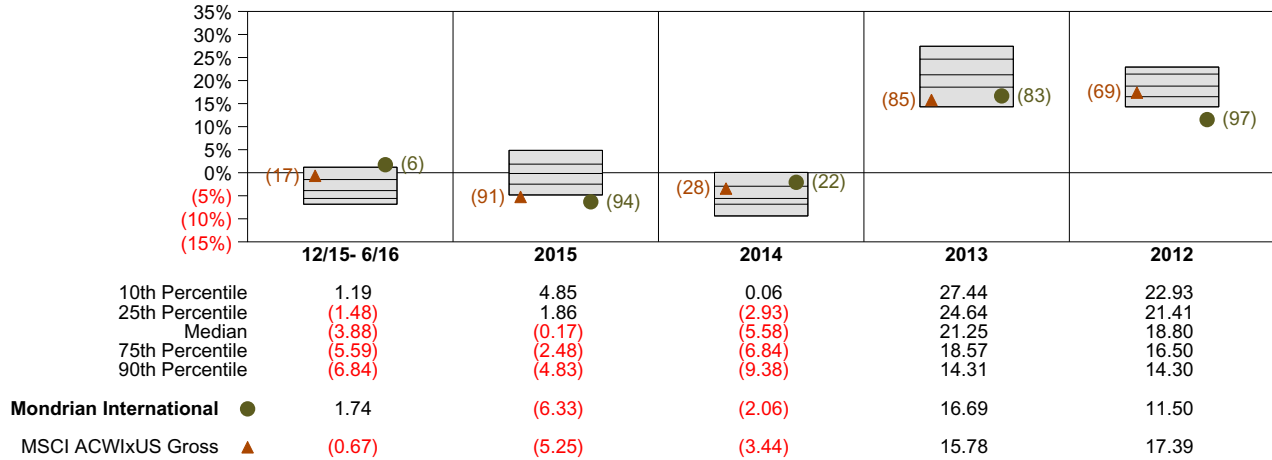 35%
30%
25%
20%
15%
10%
5%
0%
(5%)
(10%)
(15%)
(17) (6)
(91) (94)
(28) (22)
(85) (83)
(69) (97)
12/15- 6/16 2015 2014 2013 2012
10th Percentile 1.19 4.85 0.06 27.44 22.93
25th Percentile (1.48) 1.86 (2.93) 24.64 21.41
Median (3.88) (0.17) (5.58) 21.25 18.80
75th Percentile (5.59) (2.48) (6.84) 18.57 16.50
90th Percentile (6.84) (4.83) (9.38) 14.31 14.30
Mondrian International 1.74 (6.33) (2.06) 16.69 11.50
MSCI ACWIxUS Gross (0.67) (5.25) (3.44) 15.78 17.39